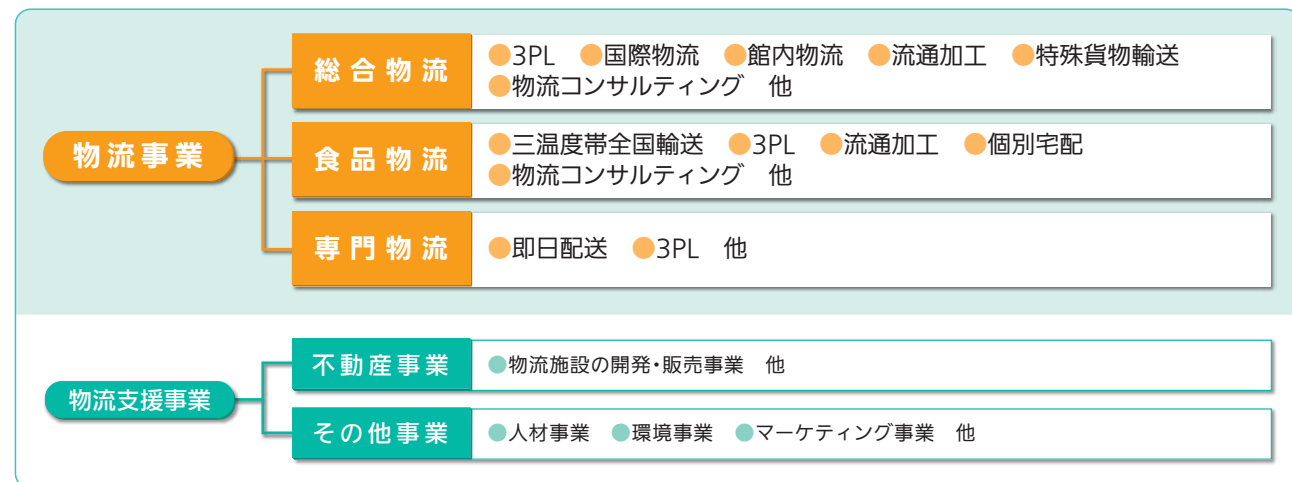 物流事業
総合物流
●3PL ●国際物流 ●館内物流 ●流通加工 ●特殊貨物輸送
●物流コンサルティング 他
食品物流
●三温度帯全国輸送 ●3PL ●流通加工 ●個別宅配
●物流コンサルティング 他
専門物流
●即日配送 ●3PL 他
物流支援事業
不動産事業
●物流施設の開発・販売事業 他
その他事業
●人材事業 ●環境事業 ●マーケティング事業 他